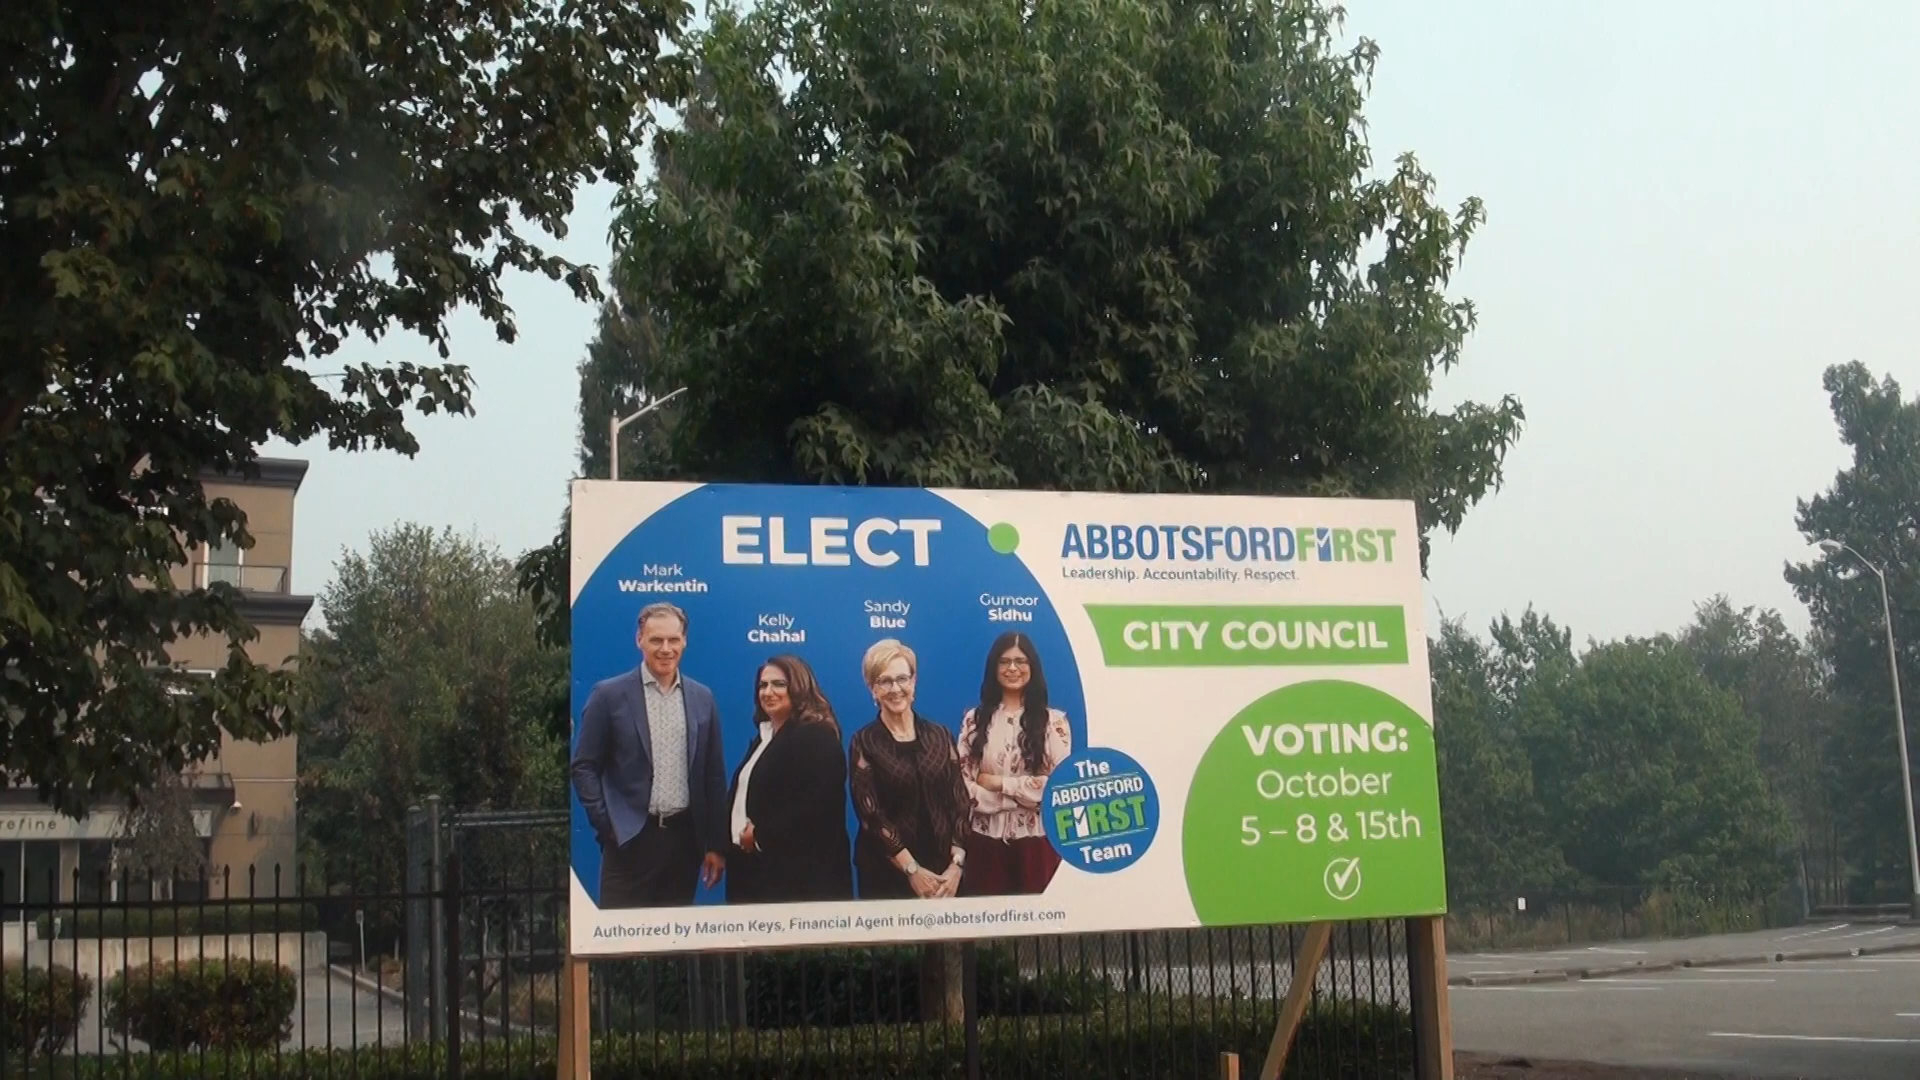 ELECT
Mark
Warkentin
Kelly
Chahal
Sandy
Blue
Gurnoor
Sidhu
ABBOTSFORDFIRST
Leadership. Accountability. Respect.
CITY COUNCIL
VOTING:
October
5 – 8 & 15th
The
ABBOTSFORD
FIRST
Team
Authorized by Marion Keys, Financial Agent info@abbotsfordfirst.com
refine